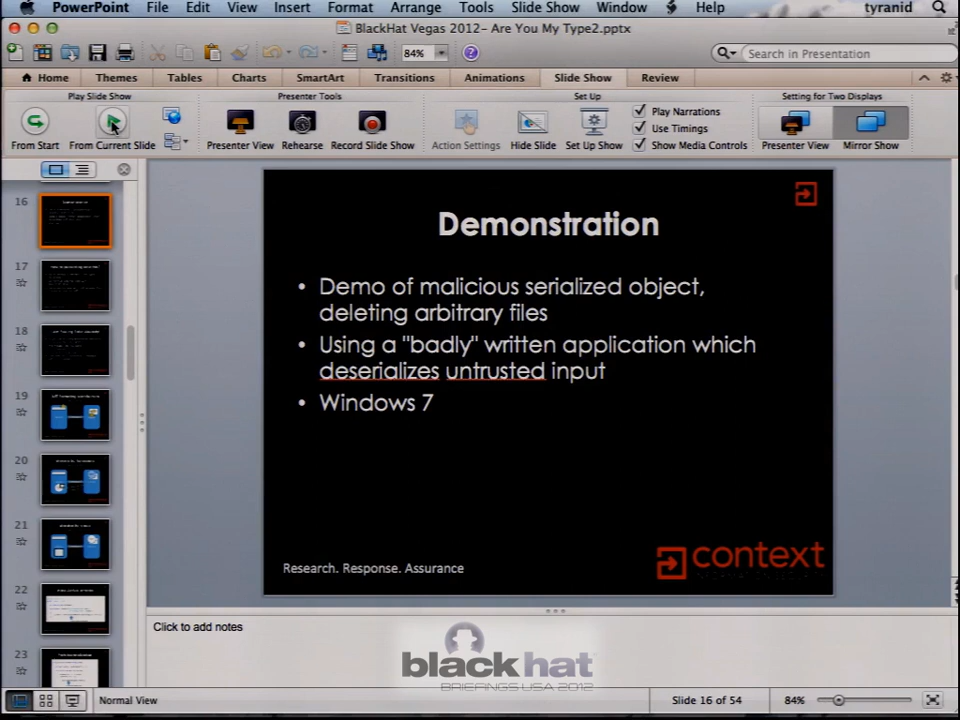 PowerPoint File Edit View Insert Format Arrange Tools Slide Show Window Help tyranid
BlackHat Vegas 2012- Are You My Type2.pptx
84% Search in Presentation
Home Themes Tables Charts SmartArt Transitions Animations Slide Show Review
Play Slide Show Presenter Tools Set Up Setting for Two Displays
Play Narrations
Use Timings
From Start From Current Slide Presenter View Rehearse Record Slide Show Action Settings Hide Slide Set Up Show Show Media Controls Presenter View Mirror Show
16
17
18
19
20
21
22
23
Demonstration
• Demo of malicious serialized object,
deleting arbitrary files
• Using a "badly" written application which
deserializes untrusted input
• Windows 7
Research. Response. Assurance
context
Click to add notes
black hat
BRIEFINGS USA 2012
Normal View Slide 16 of 54 84%